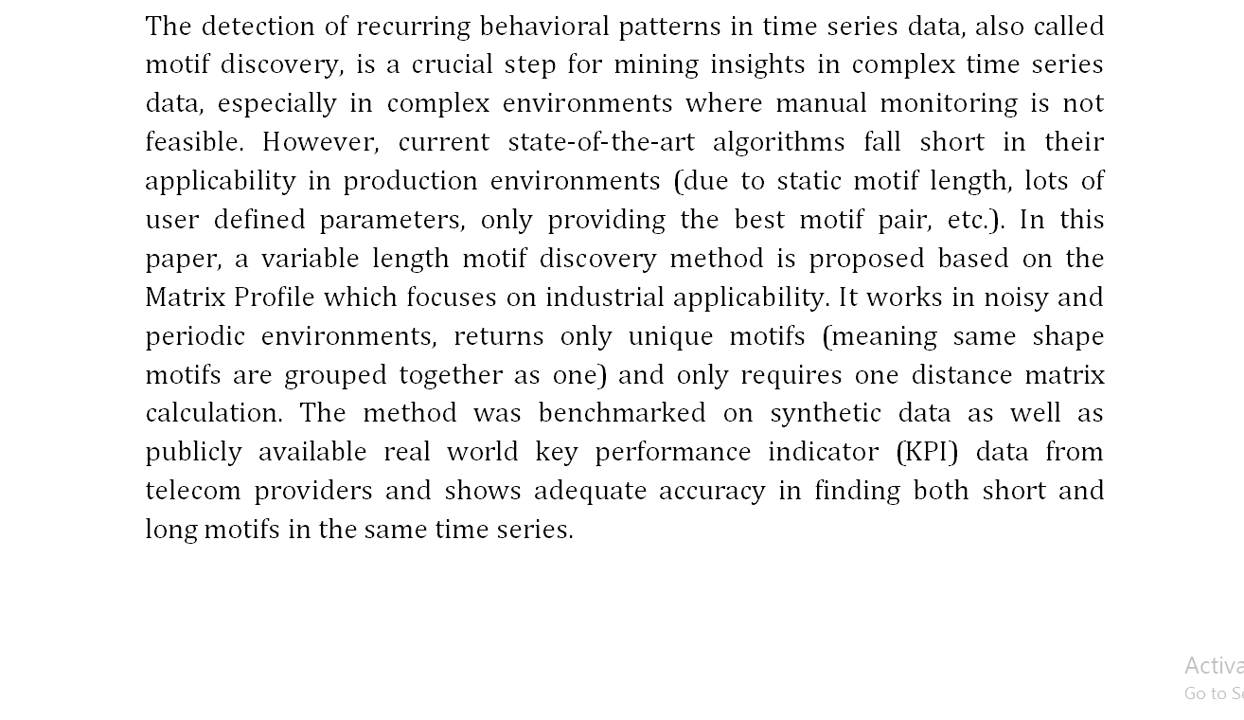 The detection of recurring behavioral patterns in time series data, also called
motif discovery, is a crucial step for mining insights in complex time series
data, especially in complex environments where manual monitoring is not
feasible. However, current state-of-the-art algorithms fall short in their
applicability in production environments (due to static motif length, lots of
user defined parameters, only providing the best motif pair, etc.). In this
paper, a variable length motif discovery method is proposed based on the
Matrix Profile which focuses on industrial applicability. It works in noisy and
periodic environments, returns only unique motifs (meaning same shape
motifs are grouped together as one) and only requires one distance matrix
calculation. The method was benchmarked on synthetic data as well as
publicly available real world key performance indicator (KPI) data from
telecom providers and shows adequate accuracy in finding both short and
long motifs in the same time series.
Activa
Go to Se